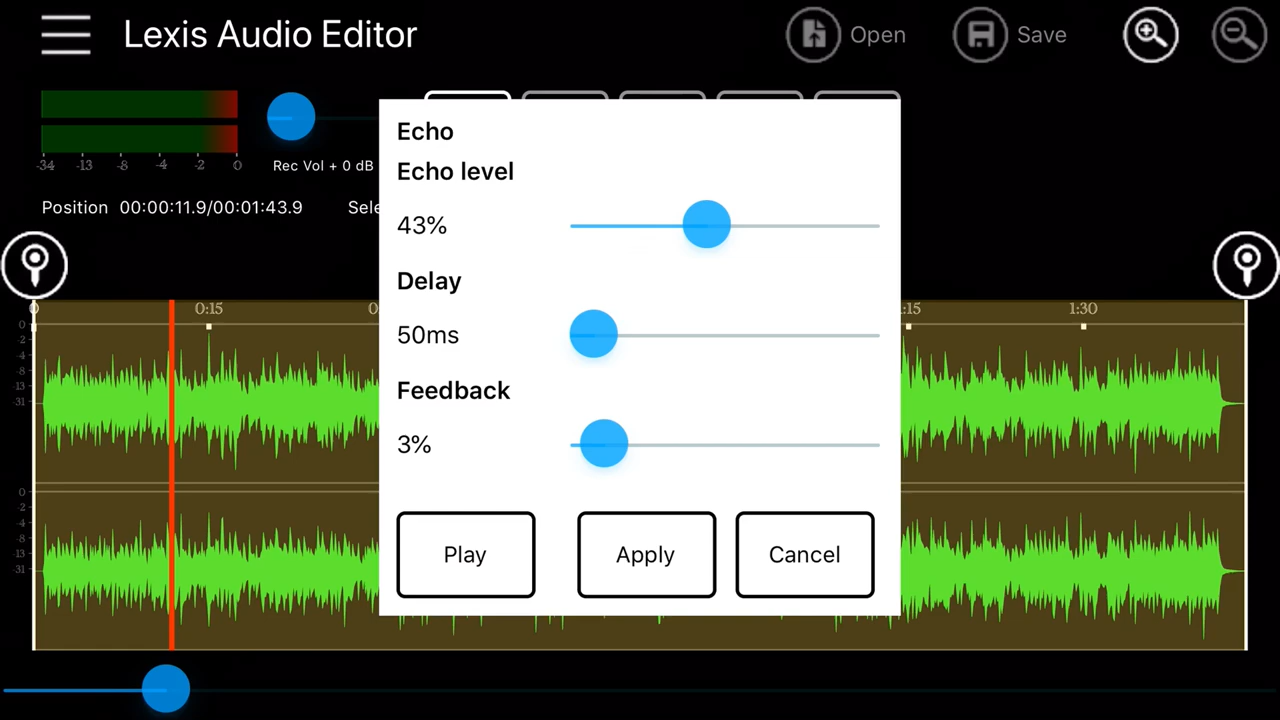 Lexis Audio Editor
Open
Save
-34 -13 -8 -4 -2 0
Rec Vol + 0 dB
Position 00:00:11.9/00:01:43.9
Echo
Echo level
43%
Delay
50ms
Feedback
3%
Play
Apply
Cancel
0 0:15 1:30
0
-2
-4
-8
-13
-31
0
-2
-4
-8
-13
-31